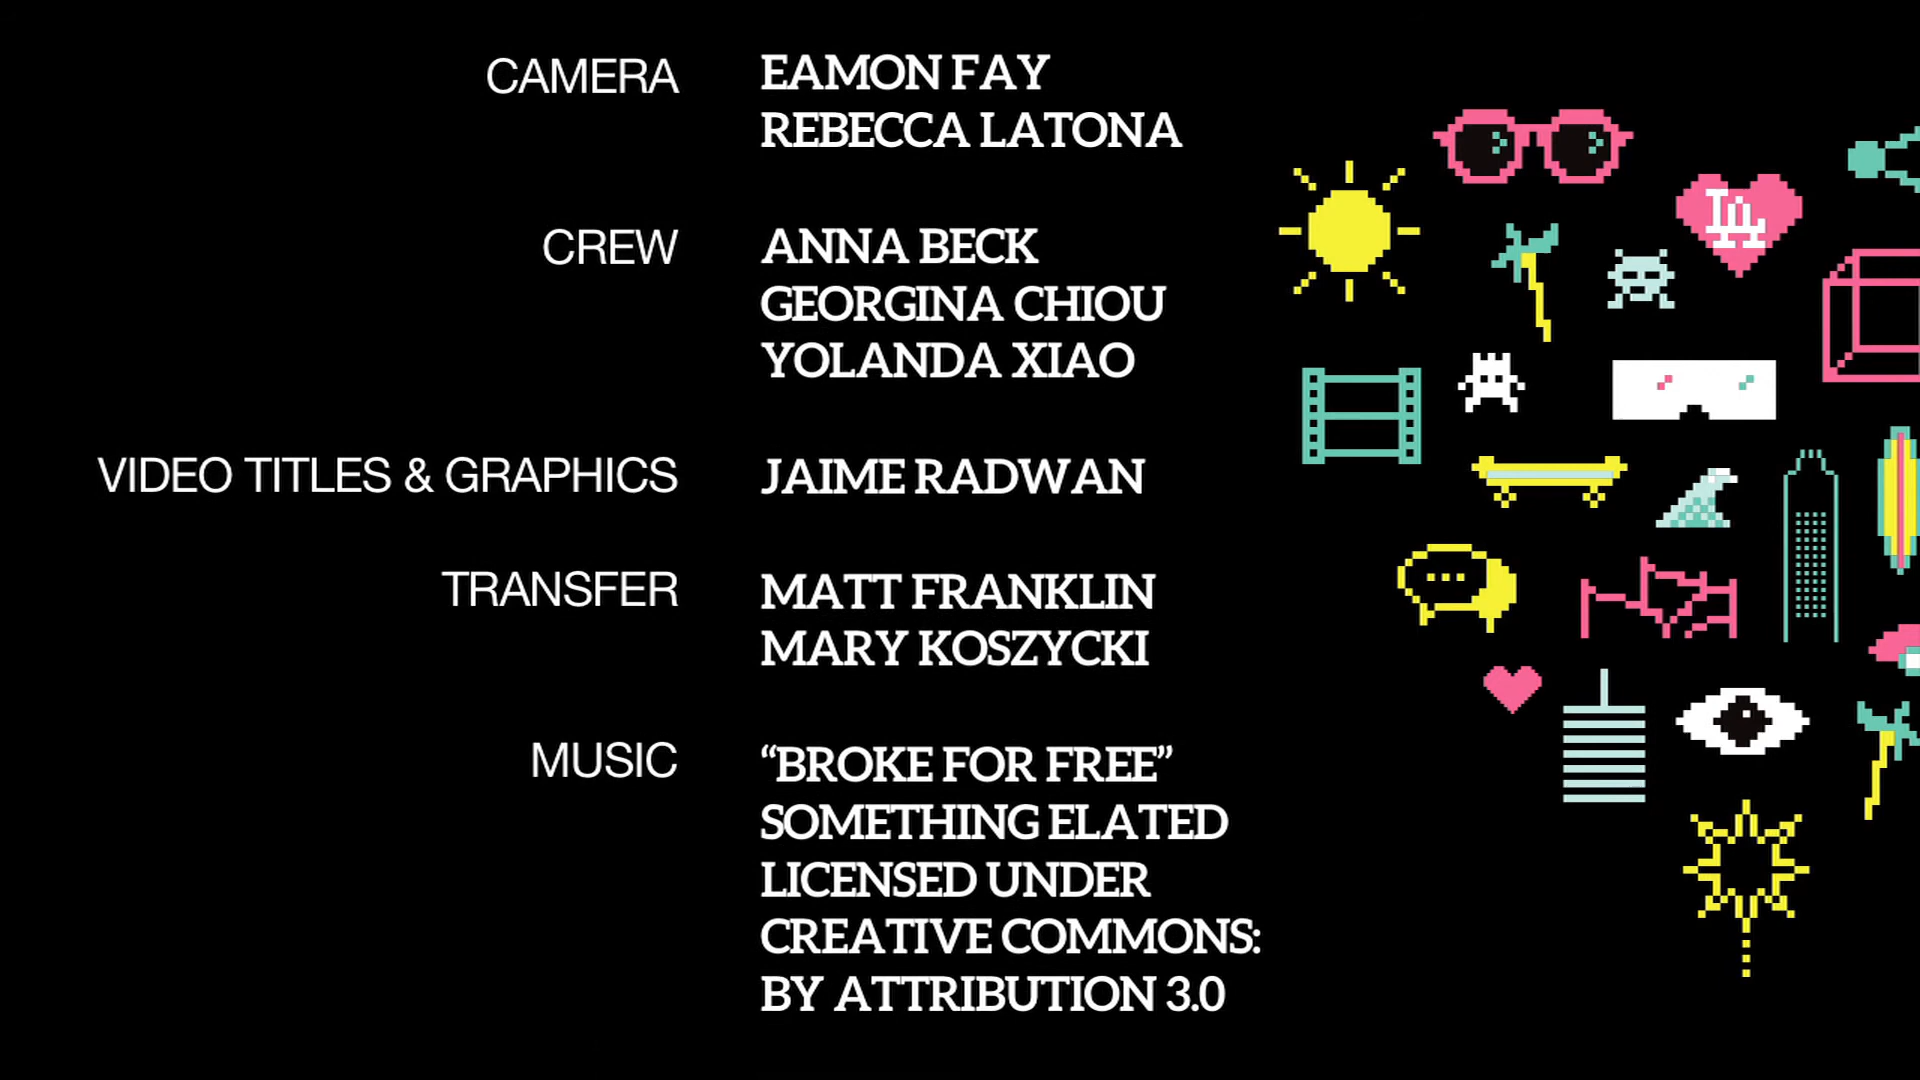 CAMERA EAMON FAY
REBECCA LATONA
CREW ANNA BECK
GEORGINA CHIOU
YOLANDA XIAO
VIDEO TITLES & GRAPHICS JAIME RADWAN
TRANSFER MATT FRANKLIN
MARY KOSZYCKI
MUSIC “BROKE FOR FREE”
SOMETHING ELATED
LICENSED UNDER
CREATIVE COMMONS:
BY ATTRIBUTION 3.0
LA